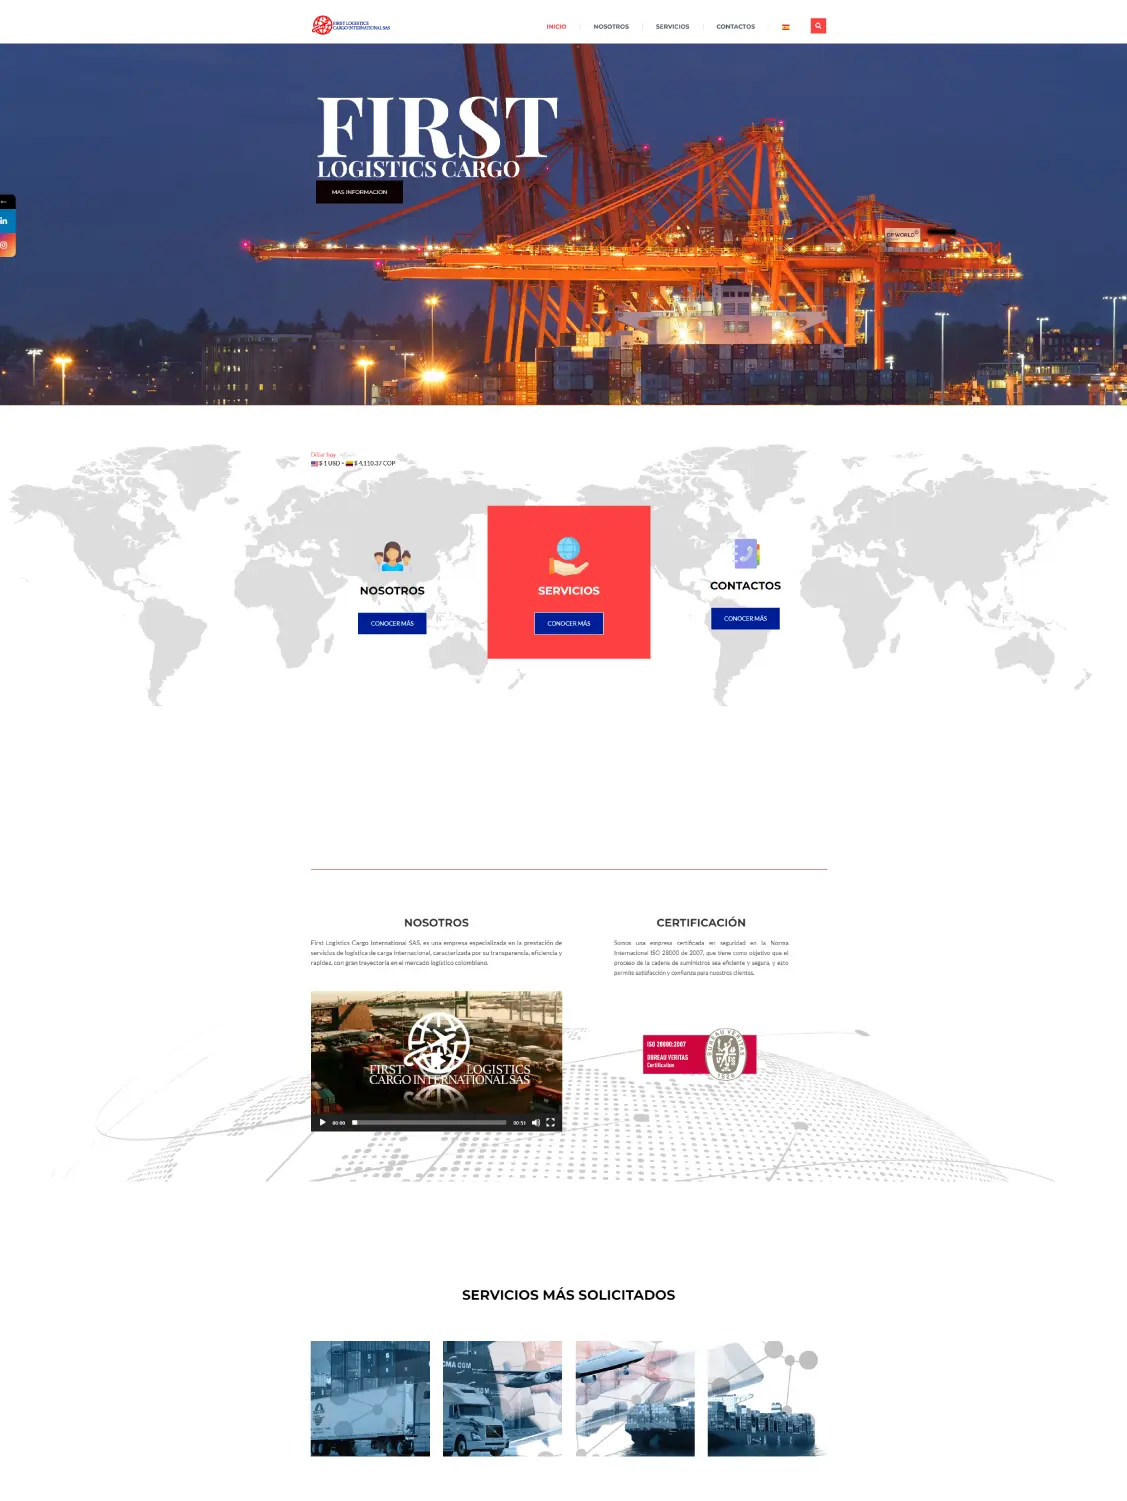 FIRST LOGISTICS
CARGO INTERNATIONAL SAS
INICIO
NOSOTROS
SERVICIOS
CONTACTOS
FIRST
LOGISTICS CARGO
MAS INFORMACION
DP WORLD
Dólar hoy
$ 1 USD = $ 4,110.37 COP
NOSOTROS
CONOCER MÁS
SERVICIOS
CONOCER MÁS
CONTACTOS
CONOCER MÁS
NOSOTROS
First Logistics Cargo International SAS, es una empresa especializada en la prestación de
servicios de logística de carga internacional, caracterizada por su transparencia, eficiencia y
rapidez, con gran trayectoria en el mercado logístico colombiano.
FIRST LOGISTICS
CARGO INTERNATIONAL SAS
00:00
00:51
CERTIFICACIÓN
Somos una empresa certificada en seguridad en la Norma
Internacional ISO 28000 de 2007, que tiene como objetivo que el
proceso de la cadena de suministros sea eficiente y segura, y esto
permite satisfacción y confianza para nuestros clientes.
ISO 28000:2007
BUREAU VERITAS
Certification
BUREAU VERITAS
1828
SERVICIOS MÁS SOLICITADOS
CMA CGM